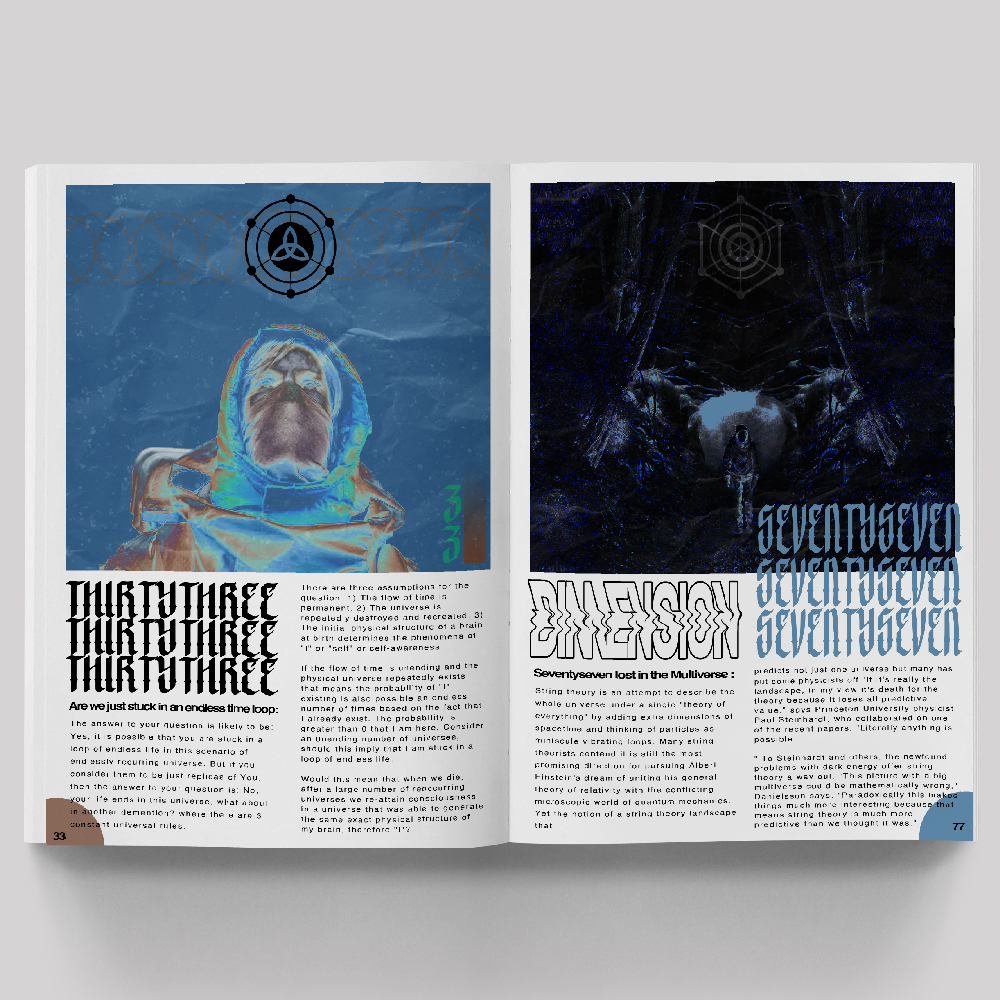 33
THIRTYTHREE
THIRTYTHREE
THIRTYTHREE
Are we just stuck in an endless time loop:
The answer to your question is likely to be:
Yes, it is possible that you are stuck in a
loop of endless life in this scenario of
endlessly recurring universe. But if you
consider them to be just replicas of You,
then the answer to your question is: No,
your life ends in this universe, what about
in another demention? where there are 3
constant universal rules.
33
There are three assumptions for the
question. 1) The flow of time is
permanent. 2) The universe is
repeatedly destroyed and recreated. 3)
The initial physical structure of a brain
at birth determines the phenomena of
"I" or "self" or self-awareness
If the flow of time is unending and the
physical universe repeatedly exists
that means the probability of "I"
existing is also possible an endless
number of times based on the fact that
I already exist. The probability is
greater than 0 that I am here. Consider
an unending number of universes,
should this imply that I am stuck in a
loop of endless life.
Would this mean that when we die,
after a large number of reoccurring
universes we re-attain consciousness
in a universe that was able to generate
the same exact physical structure of
my brain, therefore "I"?
SEVENTYSEVEN
SEVENTYSEVEN
SEVENTYSEVEN
DIMENSION
Seventyseven lost in the Multiverse :
String theory is an attempt to describe the
whole universe under a single "theory of
everything" by adding extra dimensions of
spacetime and thinking of particles as
miniscule vibrating loops. Many string
theorists contend it is still the most
promising direction for pursuing Albert
Einstein's dream of uniting his general
theory of relativity with the conflicting
microscopic world of quantum mechanics.
Yet the notion of a string theory landscape
that
predicts not just one universe but many has
put some physicists off. "If it's really the
landscape, in my view it's death for the
theory because it loses all predictive
value," says Princeton University physicist
Paul Steinhardt, who collaborated on one
of the recent papers. "Literally anything is
possible
" To Steinhardt and others, the newfound
problems with dark energy offer string
theory a way out. "This picture with a big
multiverse could be mathematically wrong,"
Danielsson says. "Paradoxically this makes
things much more interesting because that
means string theory is much more
predictive than we thought it was."
77